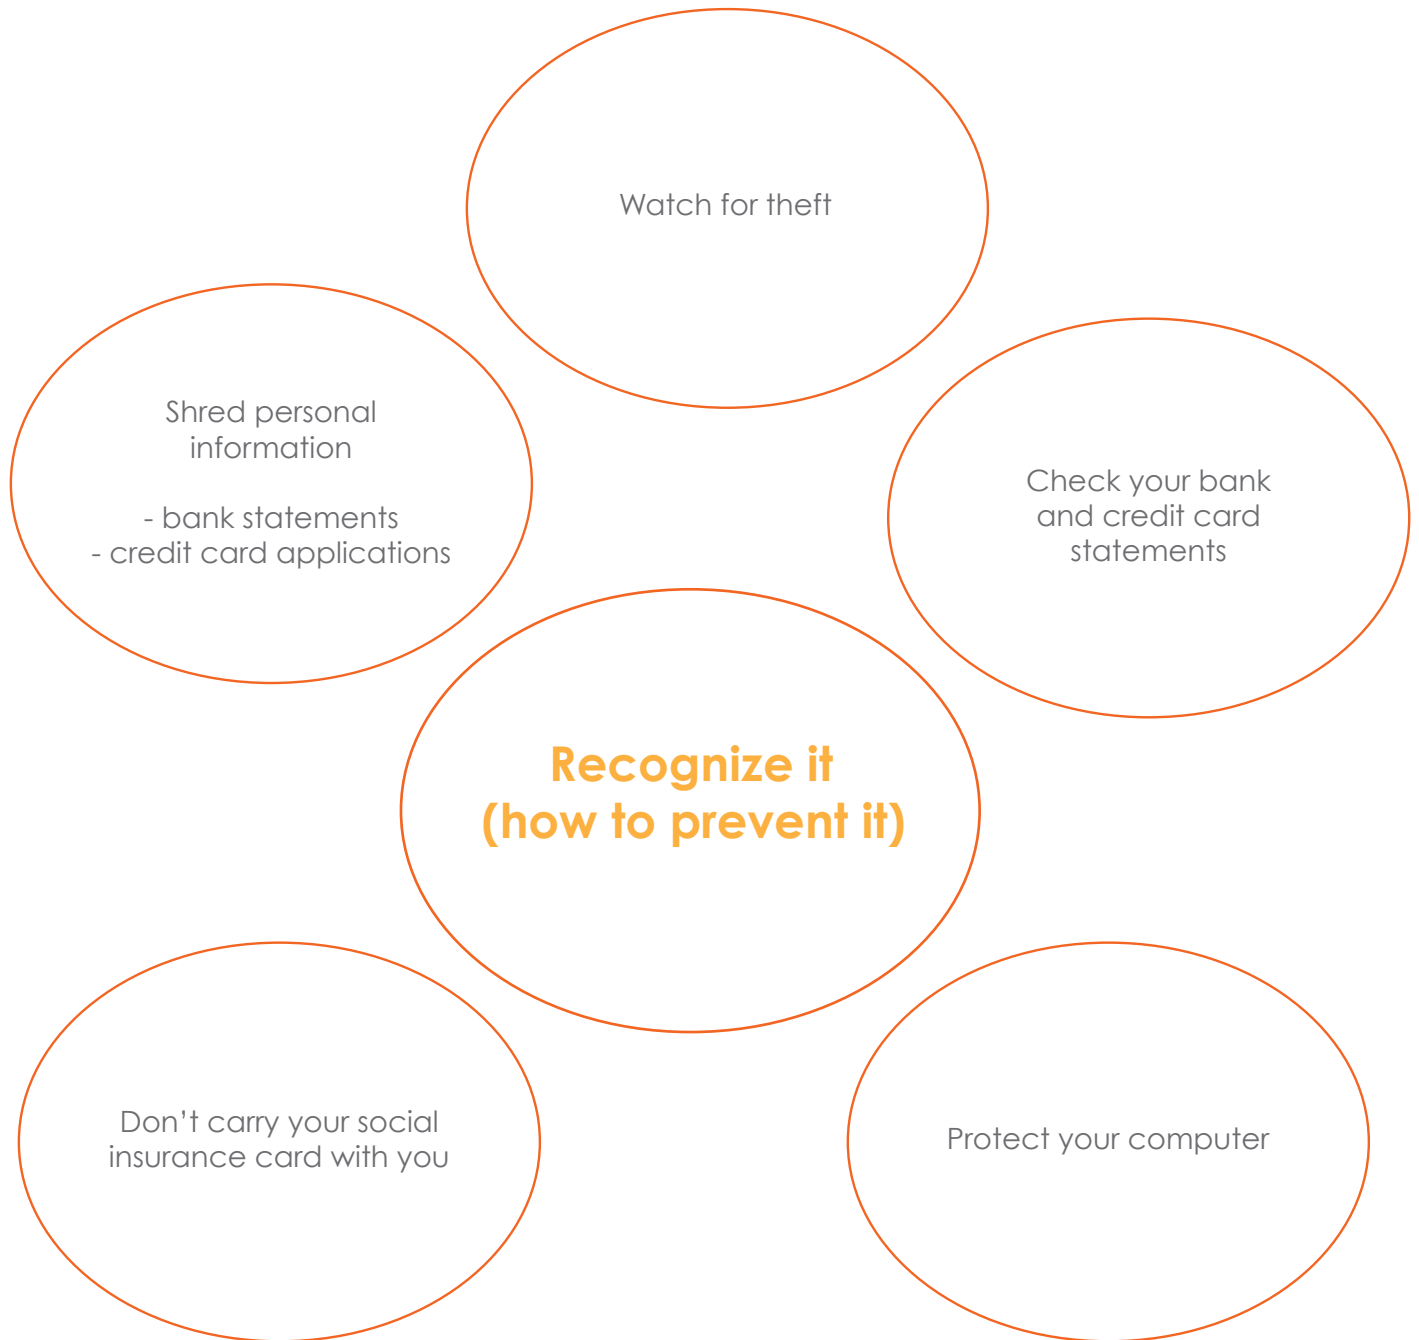 Watch for theft
Shred personal
information
- bank statements
- credit card applications
Check your bank
and credit card
statements
Recognize it
(how to prevent it)
Don’t carry your social
insurance card with you
Protect your computer